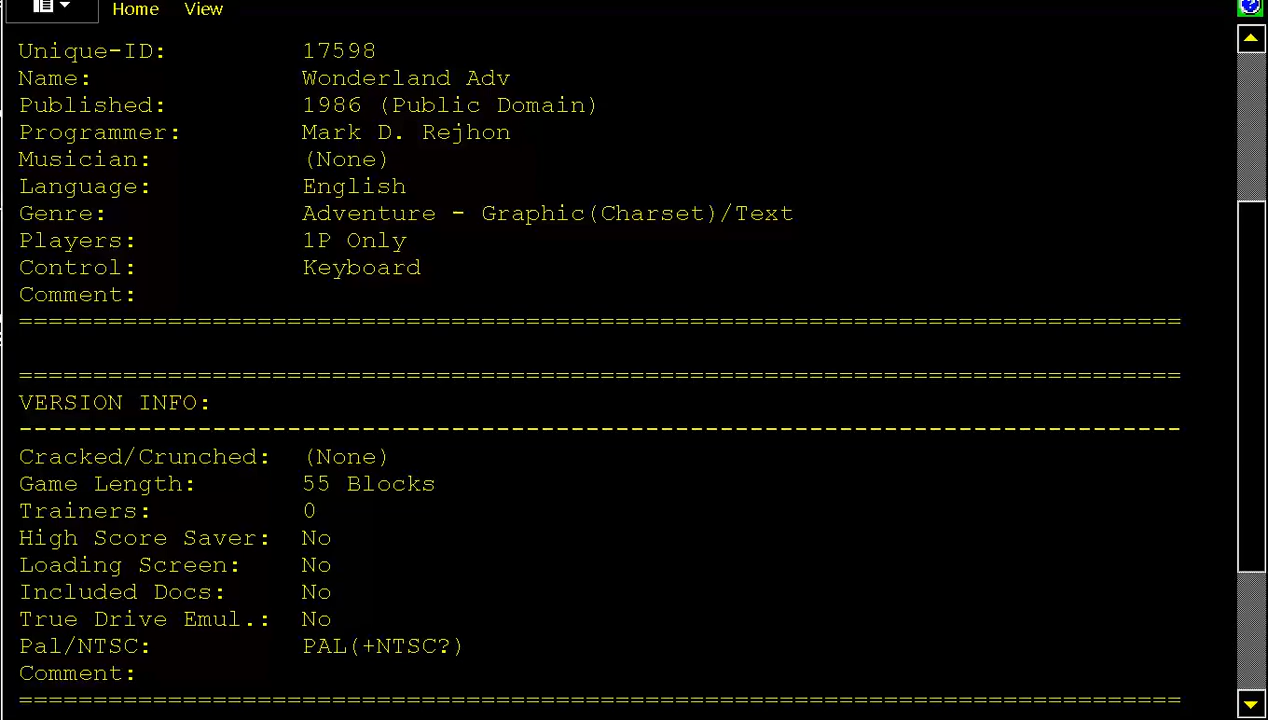 Home View
Unique-ID: 17598
Name: Wonderland Adv
Published: 1986 (Public Domain)
Programmer: Mark D. Rejhon
Musician: (None)
Language: English
Genre: Adventure - Graphic(Charset)/Text
Players: 1P Only
Control: Keyboard
Comment:
===============================================================================
===============================================================================
VERSION INFO:
-------------------------------------------------------------------------------
Cracked/Crunched: (None)
Game Length: 55 Blocks
Trainers: 0
High Score Saver: No
Loading Screen: No
Included Docs: No
True Drive Emul.: No
Pal/NTSC: PAL(+NTSC?)
Comment:
===============================================================================